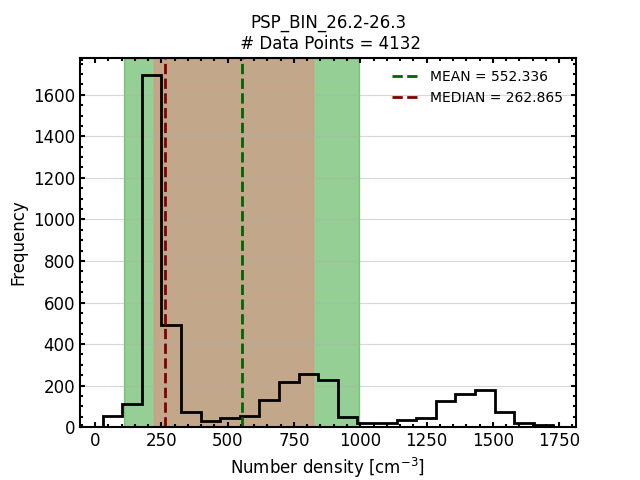 PSP_BIN_26.2-26.3
# Data Points = 4132
MEAN = 552.336
MEDIAN = 262.865
Frequency
1600
1400
1200
1000
800
600
400
200
0
0 250 500 750 1000 1250 1500 1750
Number density [cm⁻³]